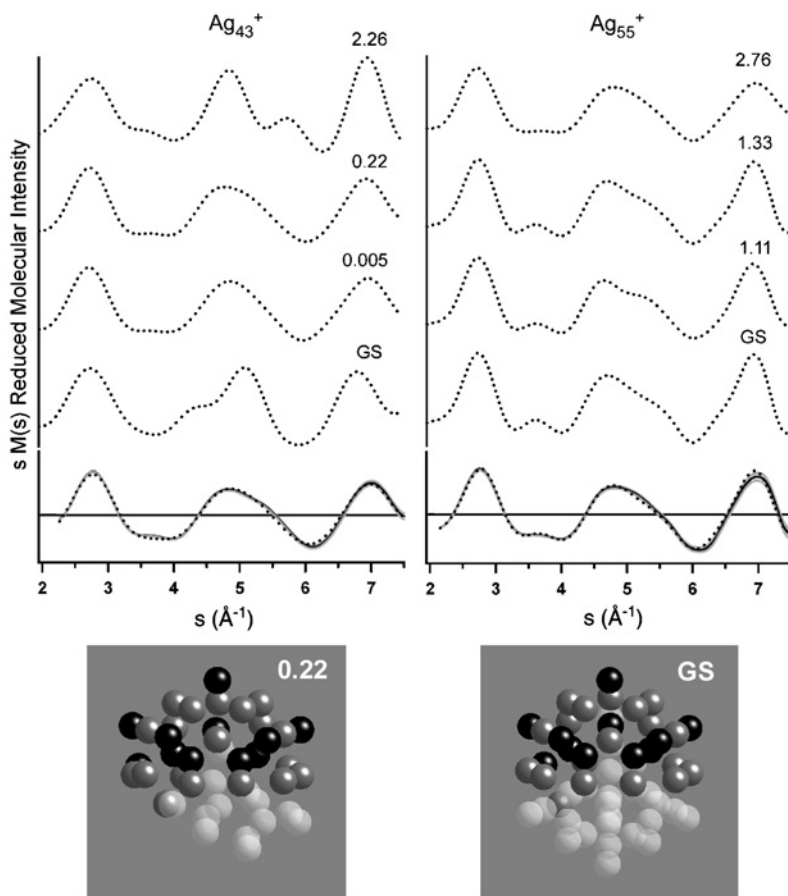 Ag₄₃⁺
Ag₅₅⁺
s M(s) Reduced Molecular Intensity
2.26
0.22
0.005
GS
2.76
1.33
1.11
GS
2 3 4 5 6 7
s (Å⁻¹)
2 3 4 5 6 7
s (Å⁻¹)
0.22
GS